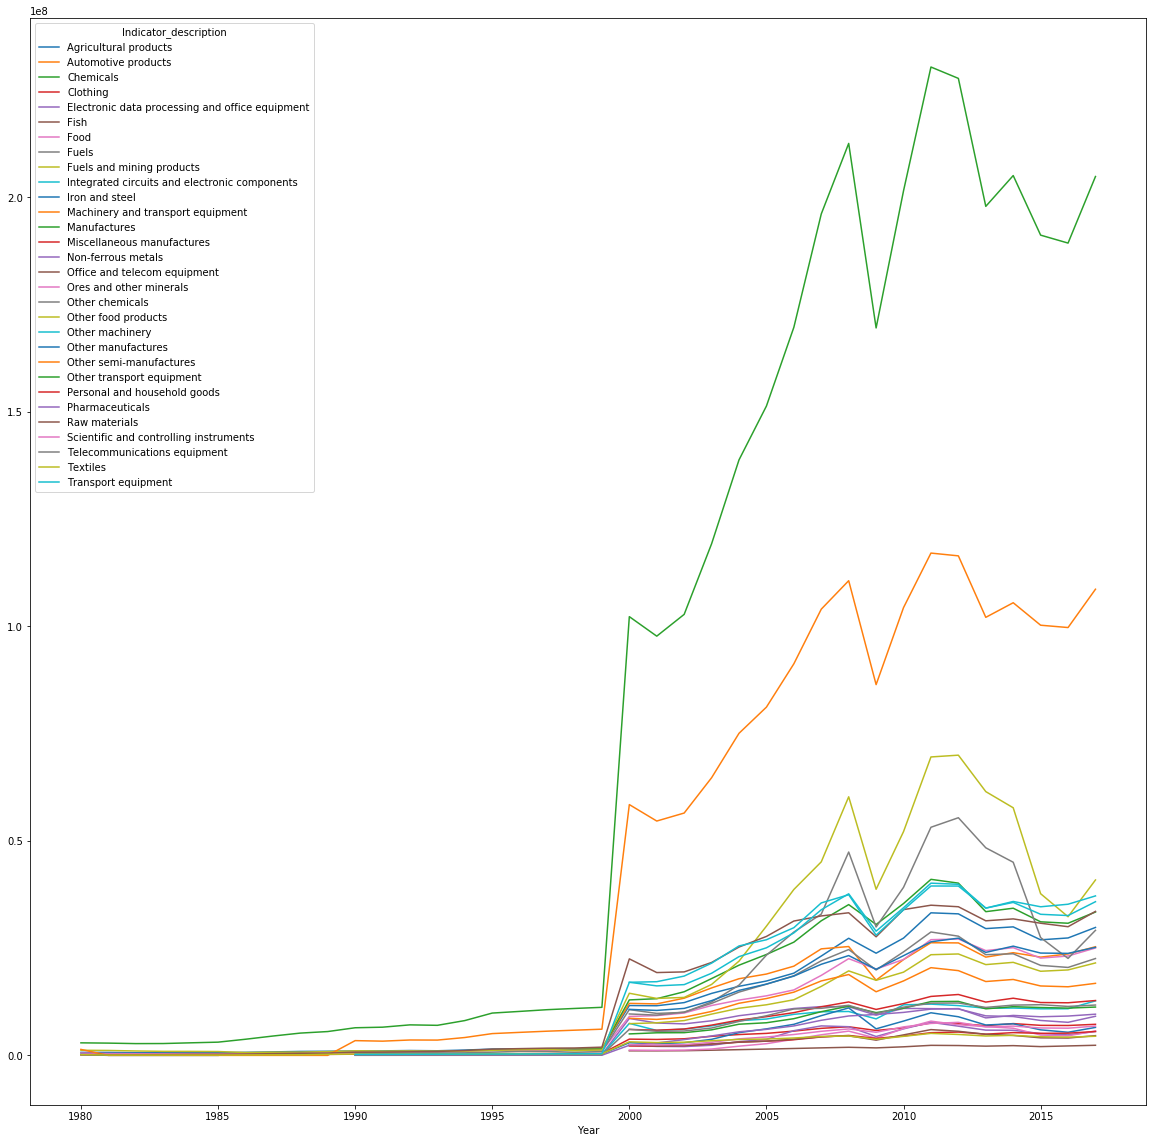 1e8
Indicator_description
Agricultural products
Automotive products
Chemicals
Clothing
Electronic data processing and office equipment
Fish
Food
Fuels
Fuels and mining products
Integrated circuits and electronic components
Iron and steel
Machinery and transport equipment
Manufactures
Miscellaneous manufactures
Non-ferrous metals
Office and telecom equipment
Ores and other minerals
Other chemicals
Other food products
Other machinery
Other manufactures
Other semi-manufactures
Other transport equipment
Personal and household goods
Pharmaceuticals
Raw materials
Scientific and controlling instruments
Telecommunications equipment
Textiles
Transport equipment
2.0
1.5
1.0
0.5
0.0
1980 1985 1990 1995 2000 2005 2010 2015
Year